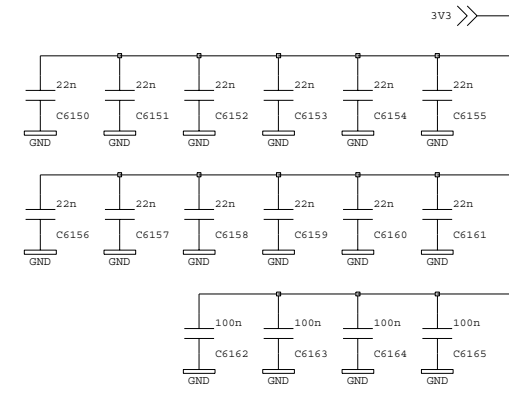 3V3
22n 22n 22n 22n 22n 22n
C6150 C6151 C6152 C6153 C6154 C6155
GND GND GND GND GND GND
22n 22n 22n 22n 22n 22n
C6156 C6157 C6158 C6159 C6160 C6161
GND GND GND GND GND GND
100n 100n 100n 100n
C6162 C6163 C6164 C6165
GND GND GND GND